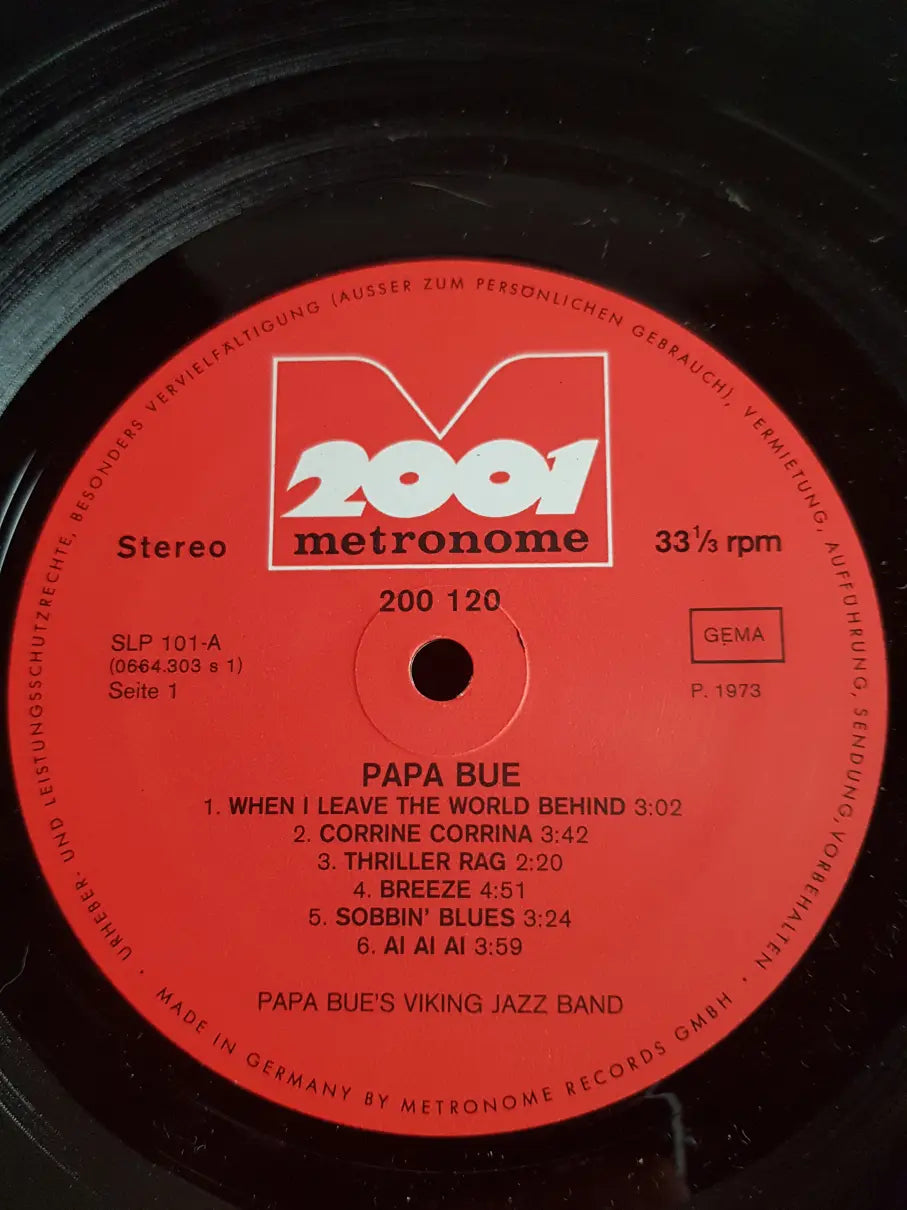 URHEBER- UND LEISTUNGSSCHUTZRECHTE, BESONDERS VERVIELFÄLTIGUNG (AUSSER ZUM PERSÖNLICHEN GEBRAUCH), VERMIETUNG, AUFFÜHRUNG, SENDUNG, VORBEHALTEN ·
2001
metronome
Stereo
33⅓ rpm
200 120
SLP 101-A
(0664.303 s 1)
Seite 1
GEMA
P. 1973
PAPA BUE
1. WHEN I LEAVE THE WORLD BEHIND 3:02
2. CORRINE CORRINA 3:42
3. THRILLER RAG 2:20
4. BREEZE 4:51
5. SOBBIN' BLUES 3:24
6. AI AI AI 3:59
PAPA BUE'S VIKING JAZZ BAND
· MADE IN GERMANY BY METRONOME RECORDS GMBH ·